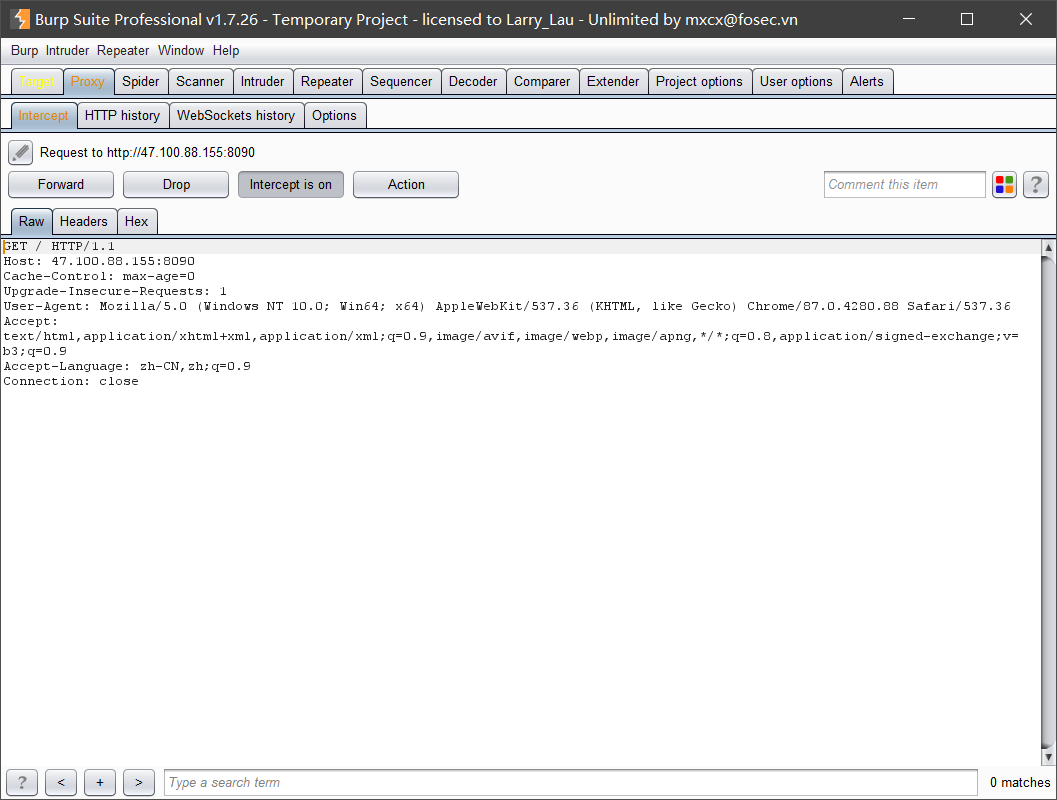 Burp Suite Professional v1.7.26 - Temporary Project - licensed to Larry_Lau - Unlimited by mxcx@fosec.vn
Burp Intruder Repeater Window Help
Target Proxy Spider Scanner Intruder Repeater Sequencer Decoder Comparer Extender Project options User options Alerts
Intercept HTTP history WebSockets history Options
Request to http://47.100.88.155:8090
Forward Drop Intercept is on Action Comment this item ?
Raw Headers Hex
GET / HTTP/1.1
Host: 47.100.88.155:8090
Cache-Control: max-age=0
Upgrade-Insecure-Requests: 1
User-Agent: Mozilla/5.0 (Windows NT 10.0; Win64; x64) AppleWebKit/537.36 (KHTML, like Gecko) Chrome/87.0.4280.88 Safari/537.36
Accept:
text/html,application/xhtml+xml,application/xml;q=0.9,image/avif,image/webp,image/apng,*/*;q=0.8,application/signed-exchange;v=
b3;q=0.9
Accept-Language: zh-CN,zh;q=0.9
Connection: close
? < + > Type a search term 0 matches